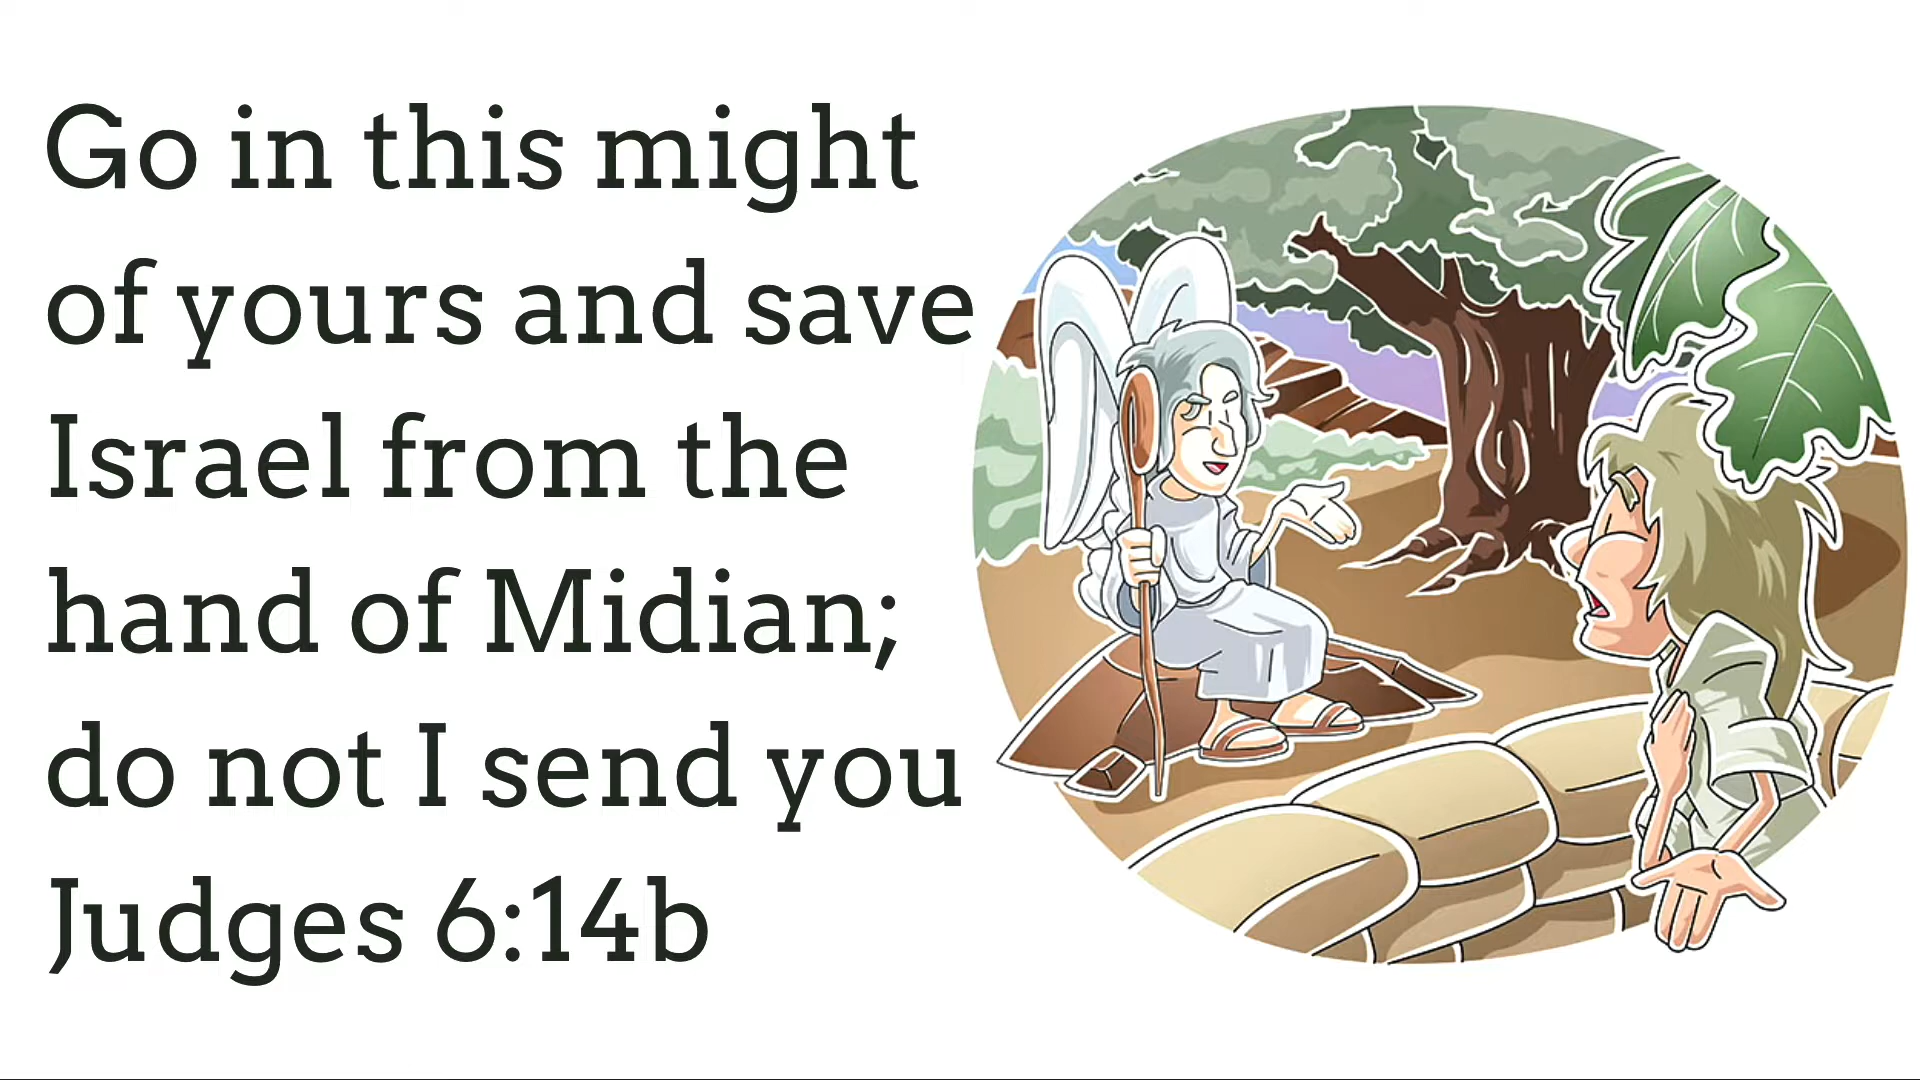 Go in this might
of yours and save
Israel from the
hand of Midian;
do not I send you
Judges 6:14b